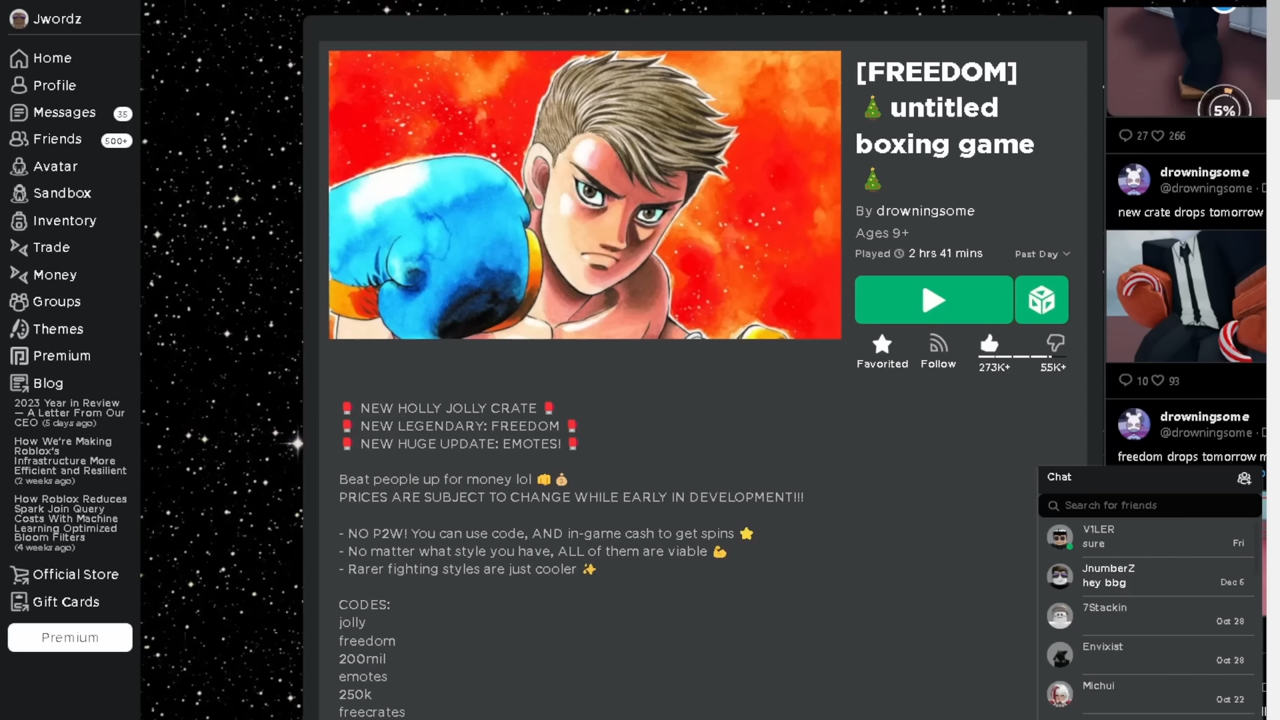 Jwordz
Home
Profile
Messages
35
Friends
500+
Avatar
Sandbox
Inventory
Trade
Money
Groups
Themes
Premium
Blog
2023 Year in Review
— A Letter From Our
CEO (5 days ago)
How We're Making
Roblox's
Infrastructure More
Efficient and Resilient
(2 weeks ago)
How Roblox Reduces
Spark Join Query
Costs With Machine
Learning Optimized
Bloom Filters
(4 weeks ago)
Official Store
Gift Cards
Premium
[FREEDOM]
🎄 untitled
boxing game
🎄
By drowningsome
Ages 9+
Played 2 hrs 41 mins
Past Day
Favorited
Follow
273K+
55K+
NEW HOLLY JOLLY CRATE
NEW LEGENDARY: FREEDOM
NEW HUGE UPDATE: EMOTES!
Beat people up for money lol 👊💰
PRICES ARE SUBJECT TO CHANGE WHILE EARLY IN DEVELOPMENT!!!
- NO P2W! You can use code, AND in-game cash to get spins ⭐
- No matter what style you have, ALL of them are viable 💪
- Rarer fighting styles are just cooler ✨
CODES:
jolly
freedom
200mil
emotes
250k
freecrates
5%
27 266
drowningsome
@drowningsome
new crate drops tomorrow
10 93
drowningsome
@drowningsome
freedom drops tomorrow
Chat
Search for friends
V1LER
sure
Fri
JnumberZ
hey bbg
Dec 6
7Stackin
Oct 28
Envixist
Oct 28
Michui
Oct 22